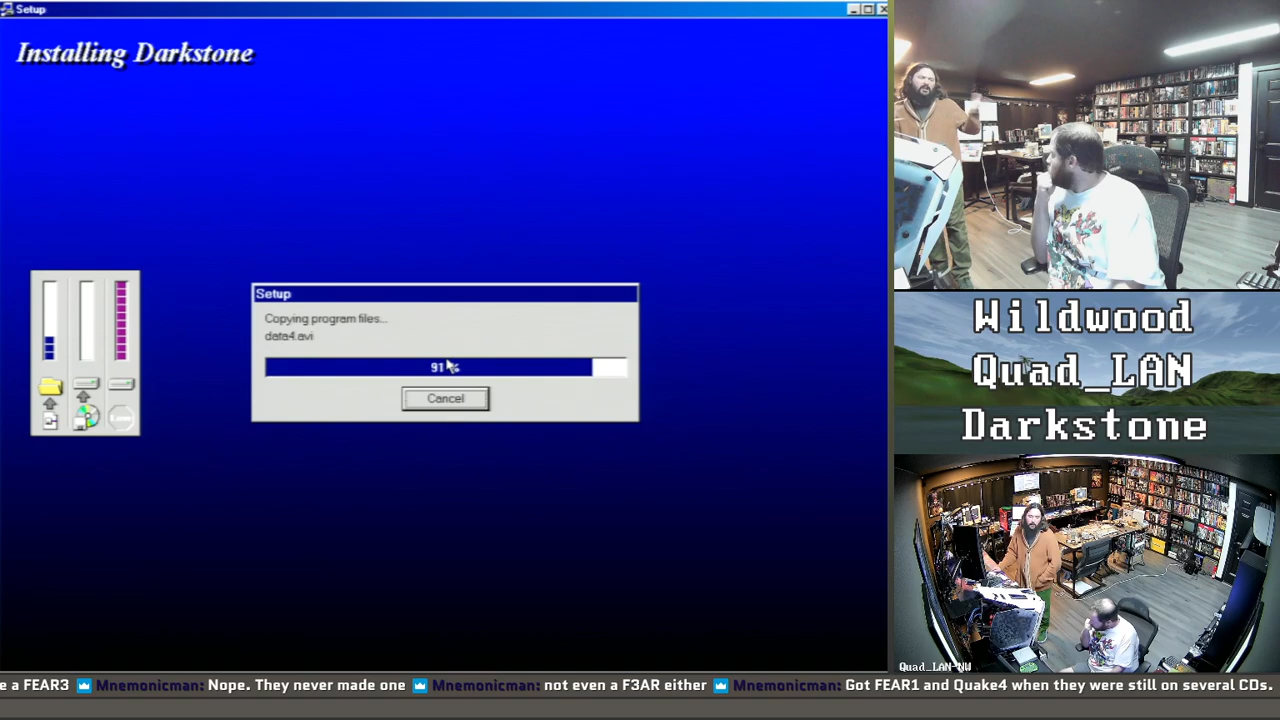 Setup
Installing Darkstone
Setup
Copying program files...
data4.avi
91 %
Cancel
Wildwood
Quad_LAN
Darkstone
Quad_LAN-NW
e a FEAR3 Mnemonicman: Nope. They never made one Mnemonicman: not even a F3AR either Mnemonicman: Got FEAR1 and Quake4 when they were still on several CDs.